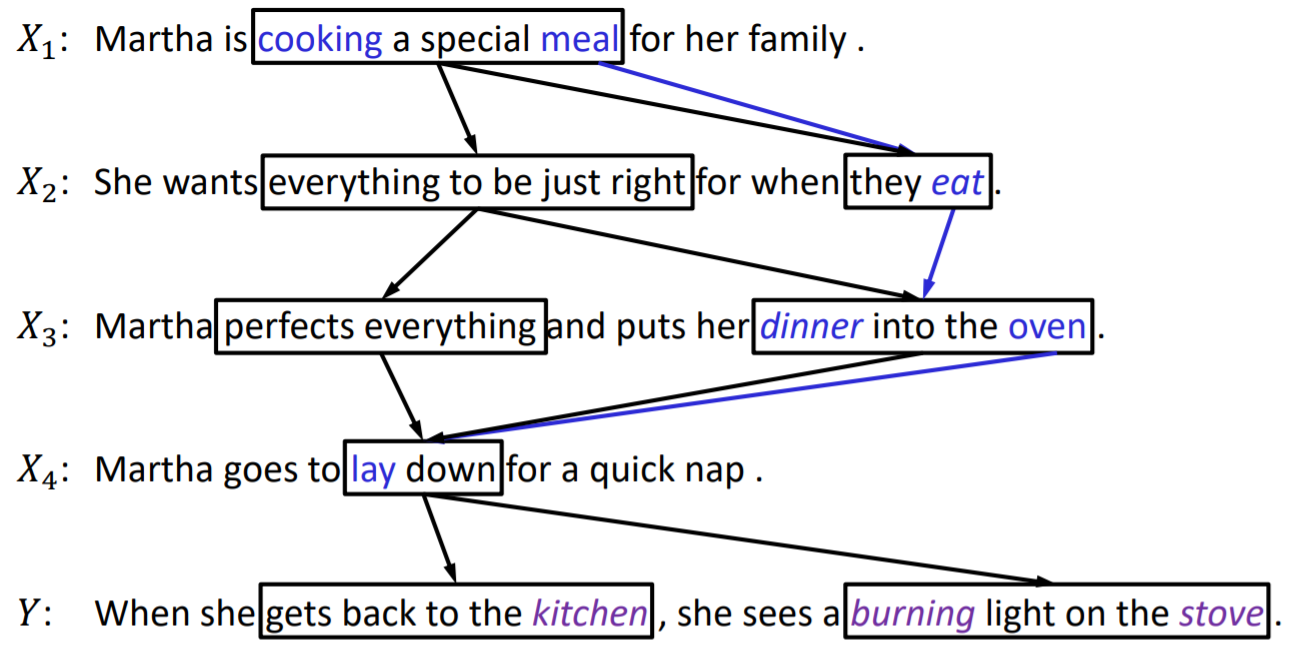 X₁: Martha is cooking a special meal for her family .
X₂: She wants everything to be just right for when they eat .
X₃: Martha perfects everything and puts her dinner into the oven .
X₄: Martha goes to lay down for a quick nap .
Y: When she gets back to the kitchen , she sees a burning light on the stove .